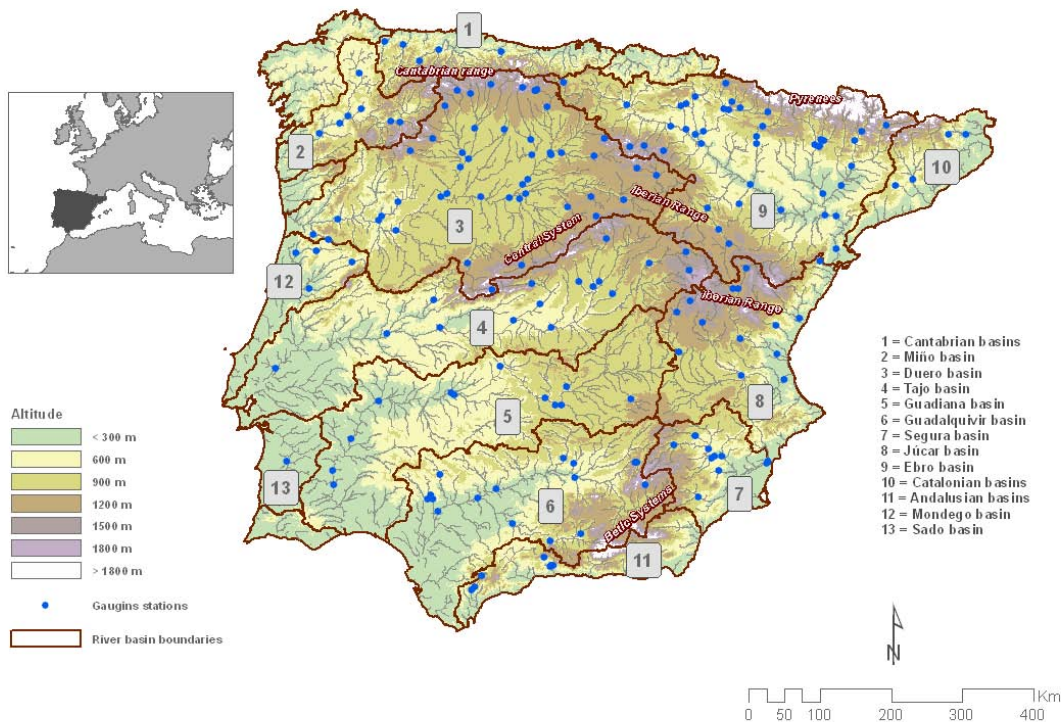 1
Cantabrian range
Pyrenees
2
10
Iberian Range
9
3
Central System
12
Iberian Range
4
1 = Cantabrian basins
2 = Miño basin
3 = Duero basin
4 = Tajo basin
5 = Guadiana basin
6 = Guadalquivir basin
7 = Segura basin
8 = Júcar basin
9 = Ebro basin
10 = Catalonian basins
11 = Andalusian basins
12 = Mondego basin
13 = Sado basin
8
5
Altitude
< 300 m
600 m
900 m
1200 m
1500 m
1800 m
> 1800 m
Gaugins stations
River basin boundaries
13
7
6
Betic Systems
11
N
Km
0 50 100 200 300 400